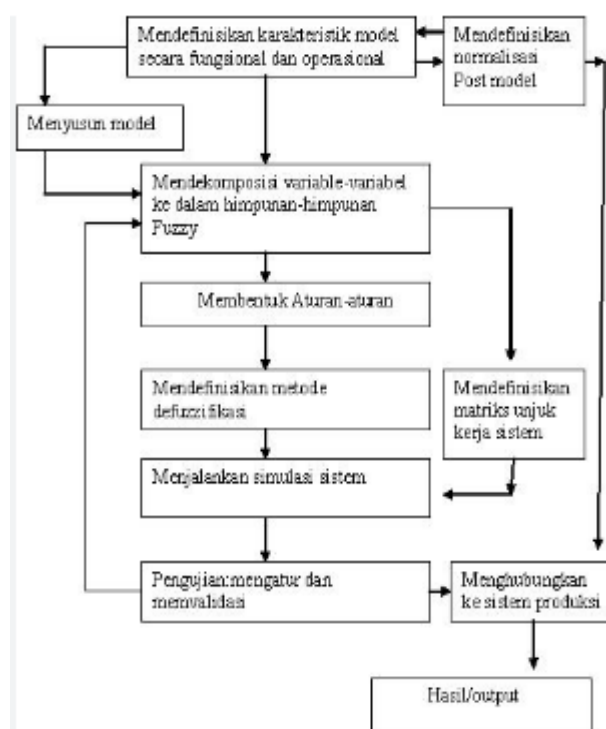 Mendefinisikan karakteristik model
secara fungsional dan operasional
Mendefinisikan
normalisasi
Post model
Menyusun model
Mendekomposisi variable-variabel
ke dalam himpunan-himpunan
Fuzzy
Membentuk Aturan-aturan
Mendefinisikan metode
defuzzifikasi
Mendefinisikan
matriks unjuk
kerja sistem
Menjalankan simulasi sistem
Pengujian:mengatur dan
memvalidasi
Menghubungkan
ke sistem produksi
Hasil/output